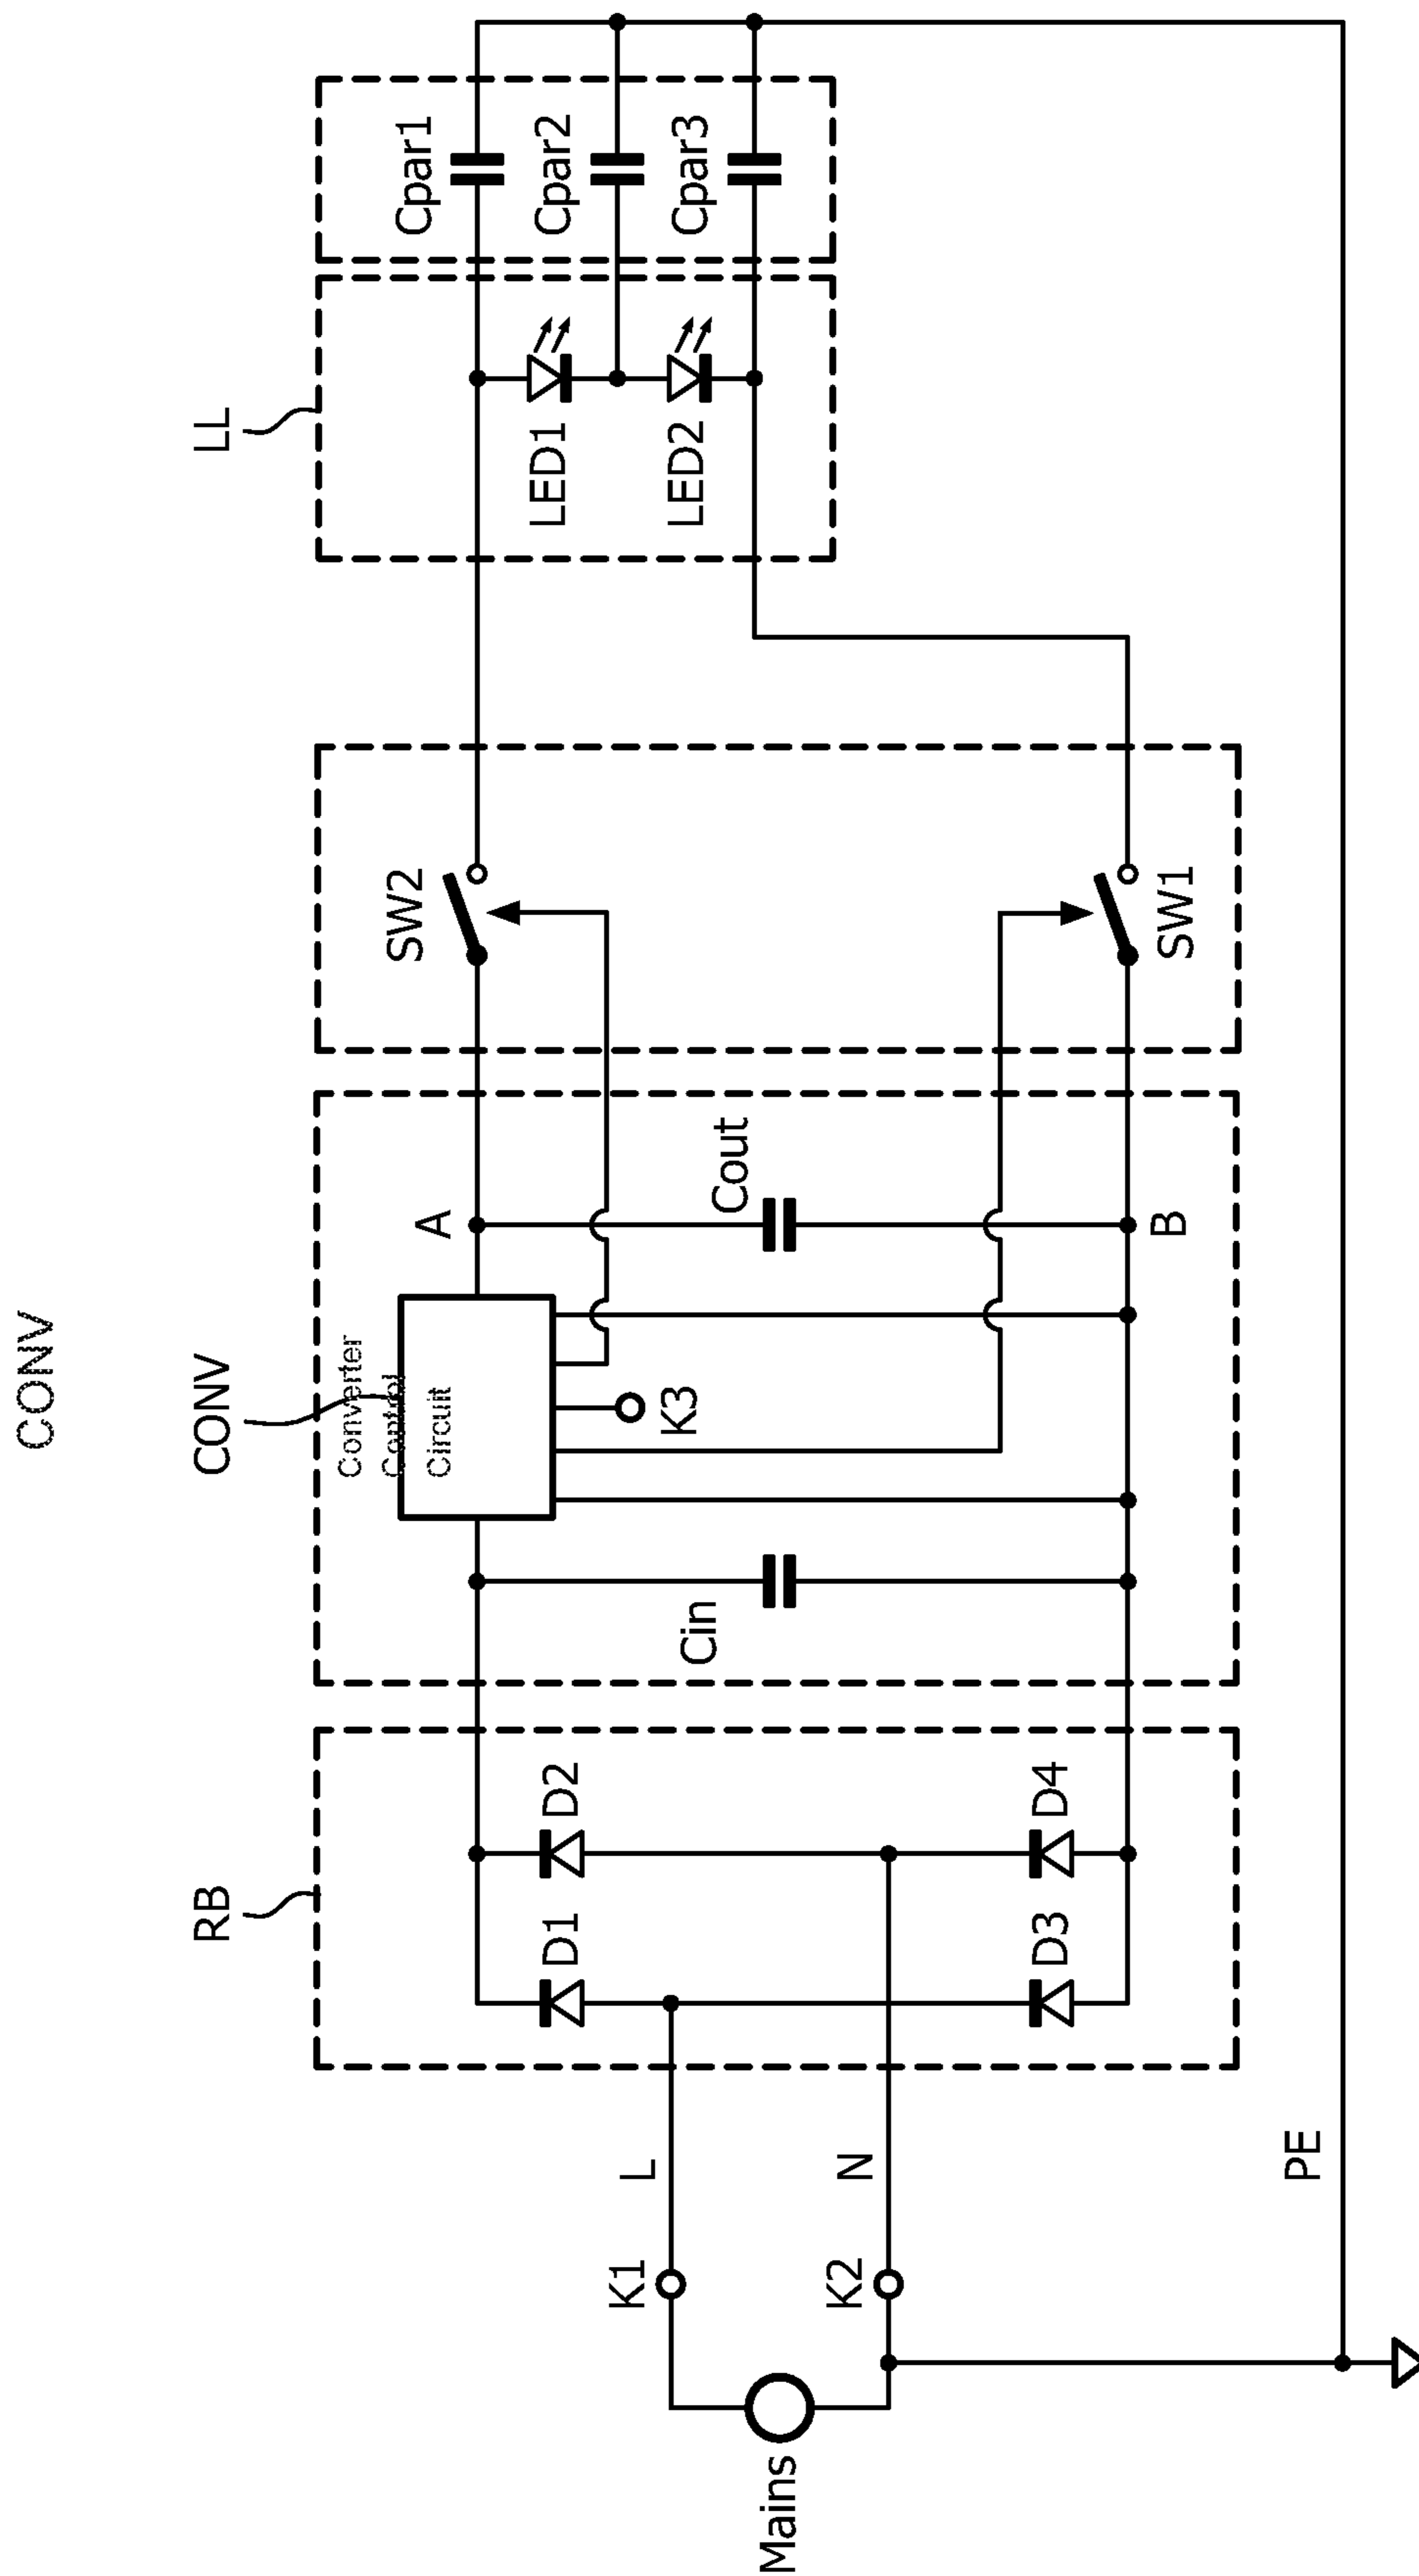 CONV
RB
CONV
LL
Converter
Control
Circuit
A
SW2
Cpar1
D1
D2
LED1
Cpar2
K1
L
Cin
K3
Cout
LED2
Cpar3
Mains
K2
N
D3
D4
B
SW1
PE